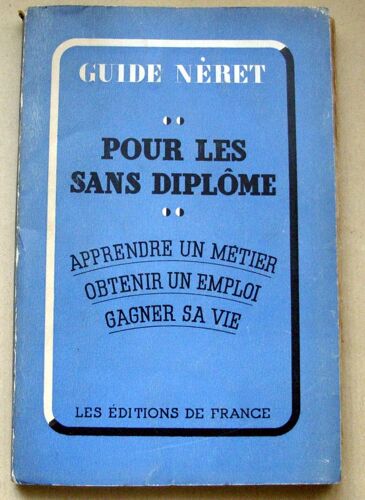 GUIDE NÉRET
POUR LES
SANS DIPLÔME
APPRENDRE UN MÉTIER
OBTENIR UN EMPLOI
GAGNER SA VIE
LES ÉDITIONS DE FRANCE